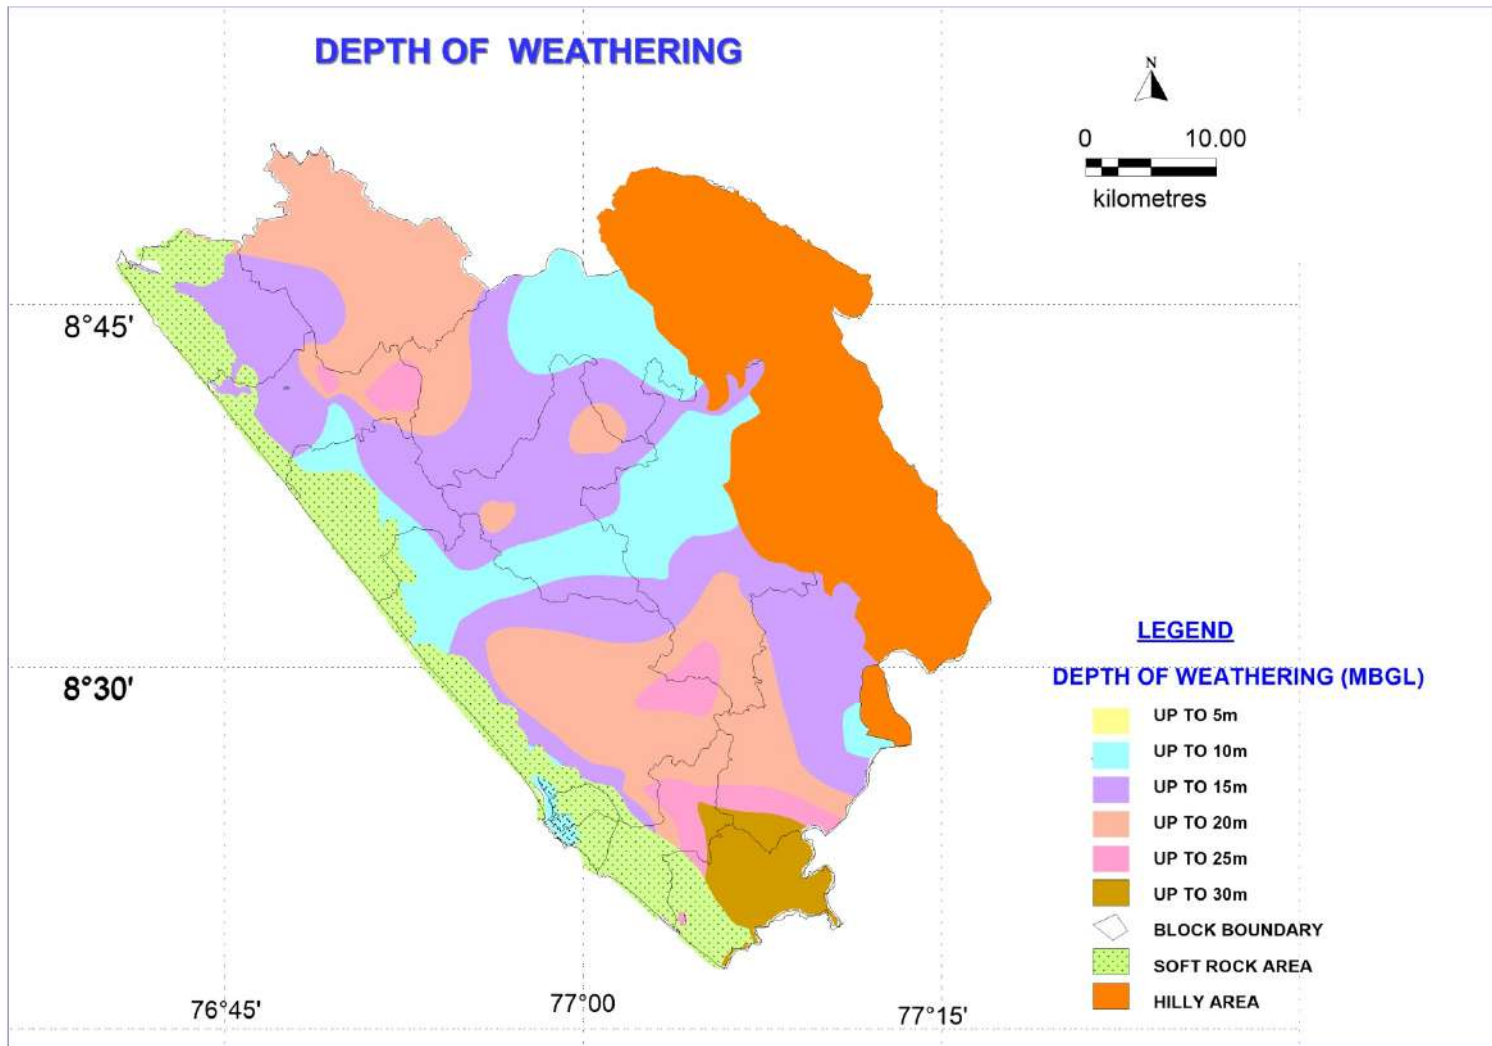 DEPTH OF WEATHERING
N
0 10.00
kilometres
8°45'
8°30'
76°45'
77°00'
77°15'
LEGEND
DEPTH OF WEATHERING (MBGL)
UP TO 5m
UP TO 10m
UP TO 15m
UP TO 20m
UP TO 25m
UP TO 30m
BLOCK BOUNDARY
SOFT ROCK AREA
HILLY AREA